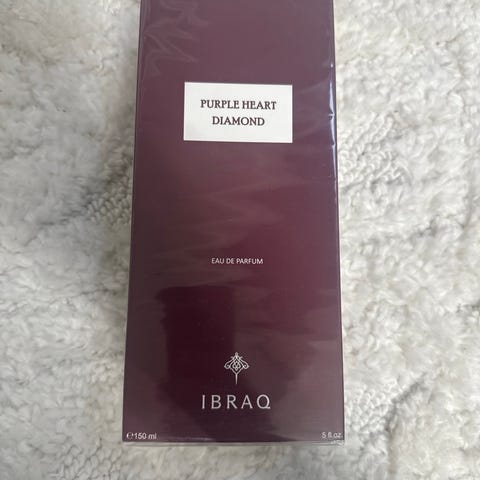 PURPLE HEART
DIAMOND
EAU DE PARFUM
IBRAQ
℮150 ml
5 fl.oz.